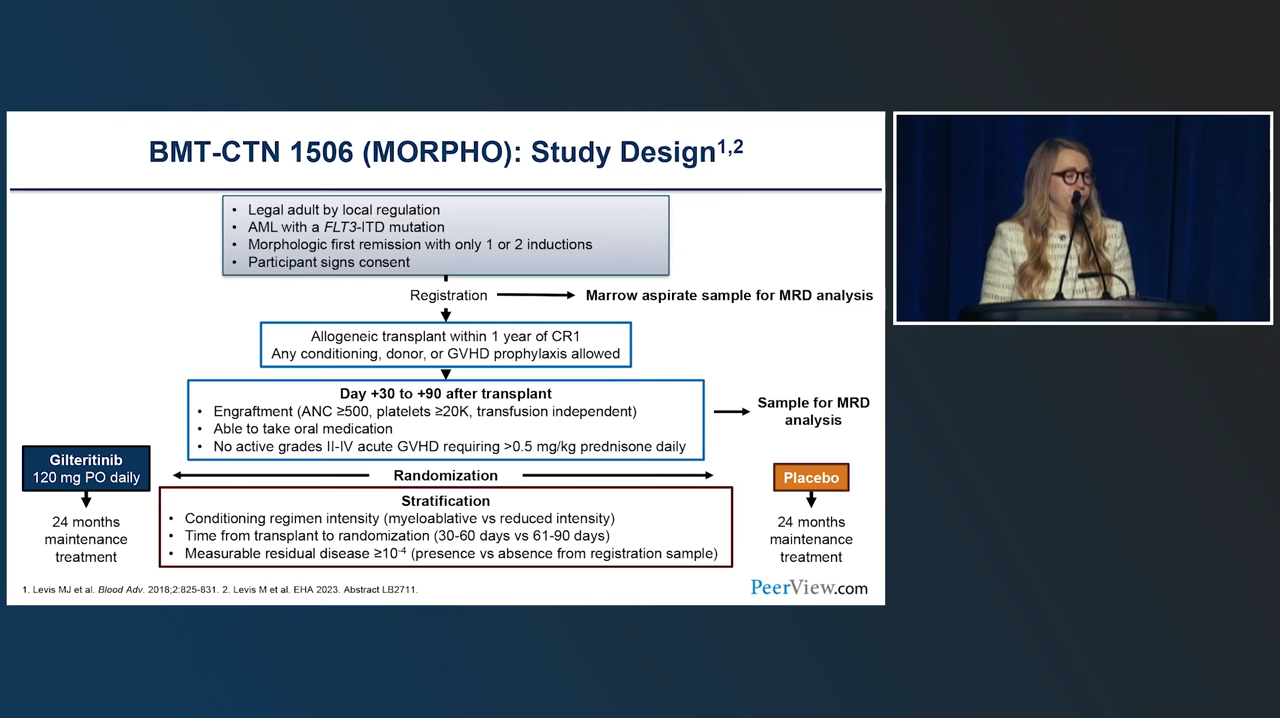 BMT-CTN 1506 (MORPHO): Study Design1,2
• Legal adult by local regulation
• AML with a FLT3-ITD mutation
• Morphologic first remission with only 1 or 2 inductions
• Participant signs consent
Registration
Marrow aspirate sample for MRD analysis
Allogeneic transplant within 1 year of CR1
Any conditioning, donor, or GVHD prophylaxis allowed
Day +30 to +90 after transplant
• Engraftment (ANC ≥500, platelets ≥20K, transfusion independent)
• Able to take oral medication
• No active grades II-IV acute GVHD requiring >0.5 mg/kg prednisone daily
Sample for MRD
analysis
Gilteritinib
120 mg PO daily
Randomization
Placebo
24 months
maintenance
treatment
Stratification
• Conditioning regimen intensity (myeloablative vs reduced intensity)
• Time from transplant to randomization (30-60 days vs 61-90 days)
• Measurable residual disease ≥10-4 (presence vs absence from registration sample)
24 months
maintenance
treatment
1. Levis MJ et al. Blood Adv. 2018;2:825-831. 2. Levis M et al. EHA 2023. Abstract LB2711.
PeerView.com